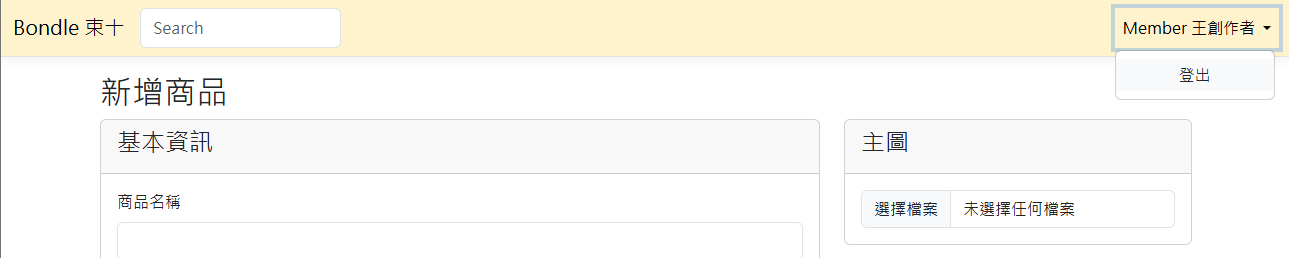 Bondle 束十 Search Member 王創作者
登出
新增商品
基本資訊
主圖
商品名稱
選擇檔案 未選擇任何檔案